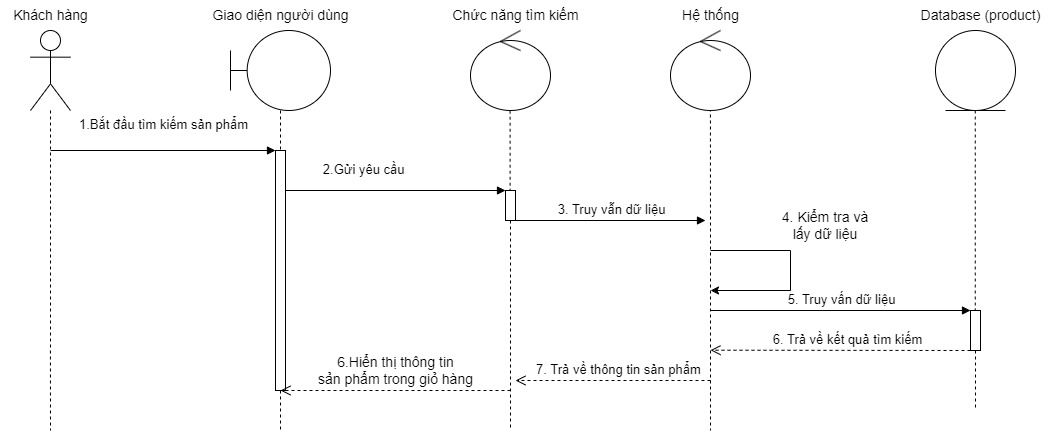 Khách hàng
Giao diện người dùng
Chức năng tìm kiếm
Hệ thống
Database (product)
1.Bắt đầu tìm kiếm sản phẩm
2.Gửi yêu cầu
3. Truy vẫn dữ liệu
4. Kiểm tra và
lấy dữ liệu
5. Truy vấn dữ liệu
6. Trả về kết quả tìm kiếm
7. Trả về thông tin sản phẩm
6.Hiển thị thông tin
sản phẩm trong giỏ hàng